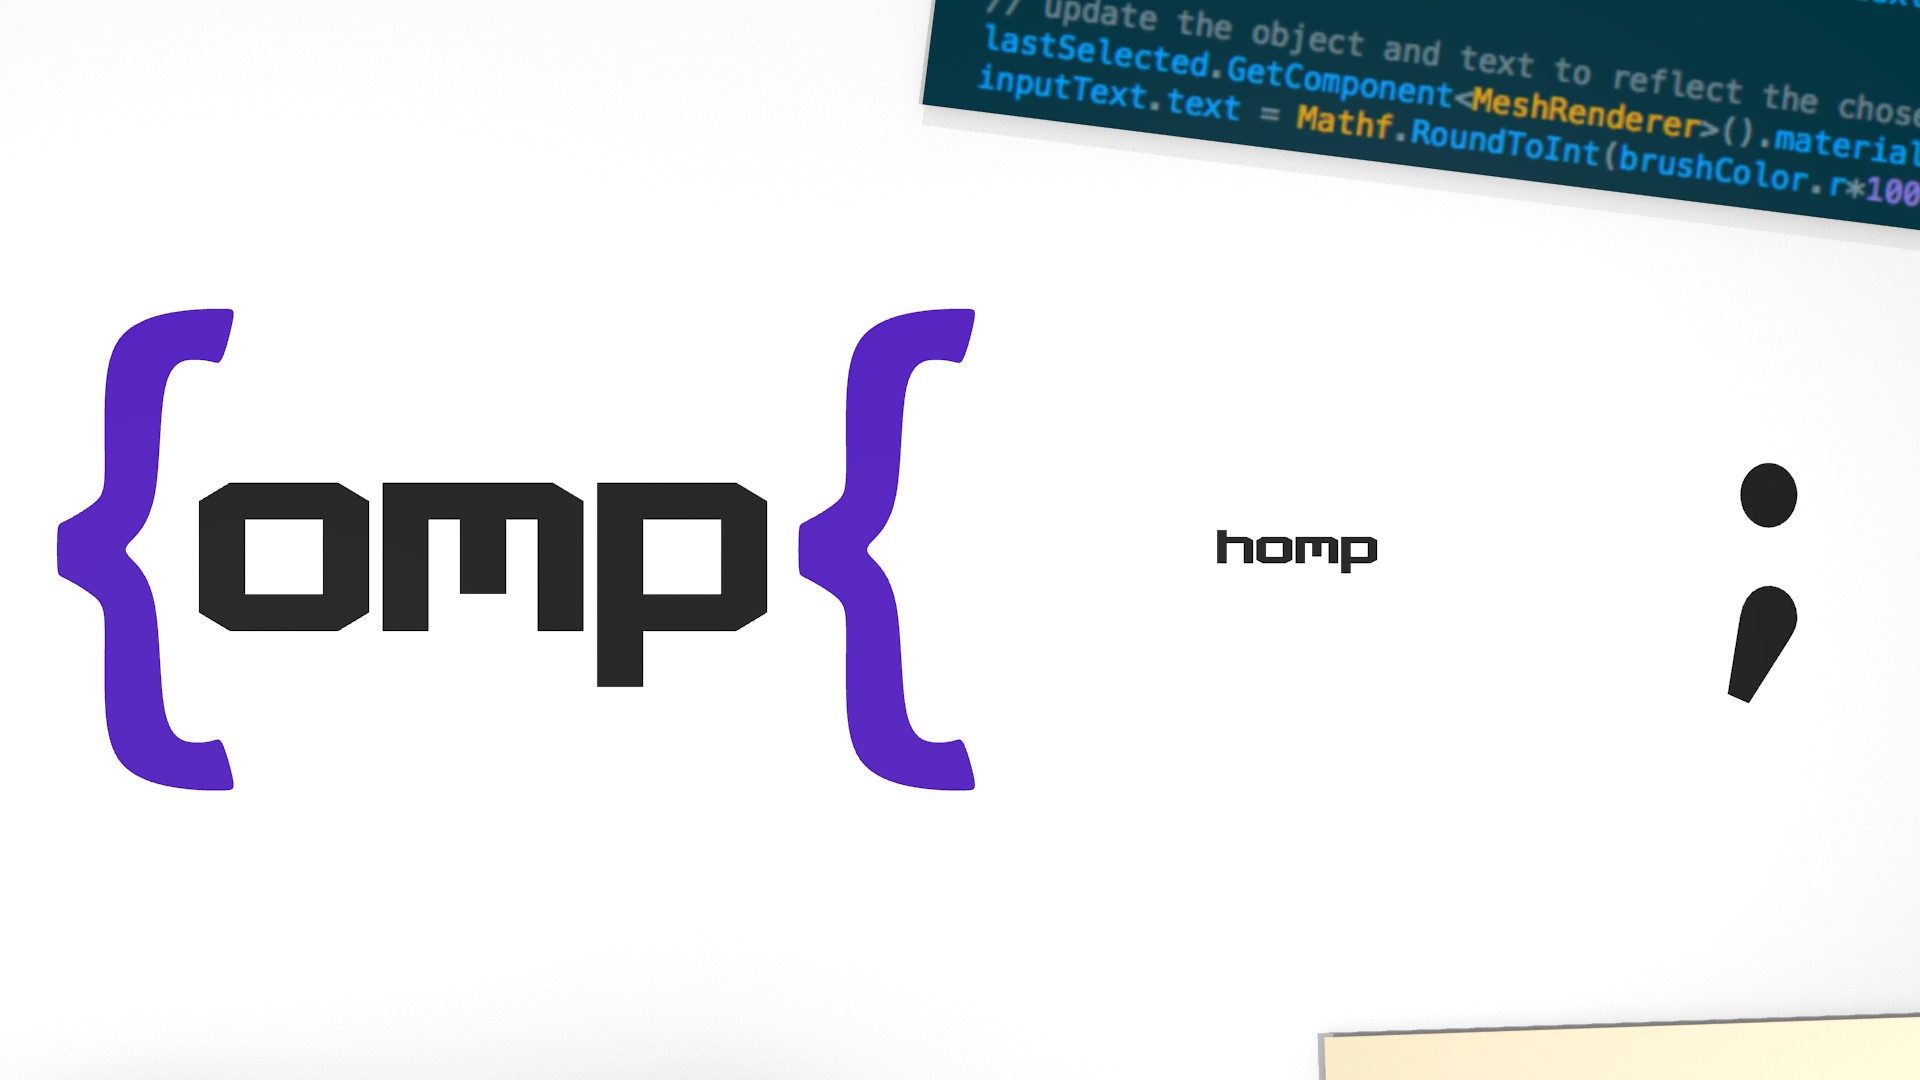 // update the object and text to reflect the
lastSelected.GetComponent<MeshRenderer>().material
inputText.text = Mathf.RoundToInt(brushColor.r*100
{omp{ homp ;